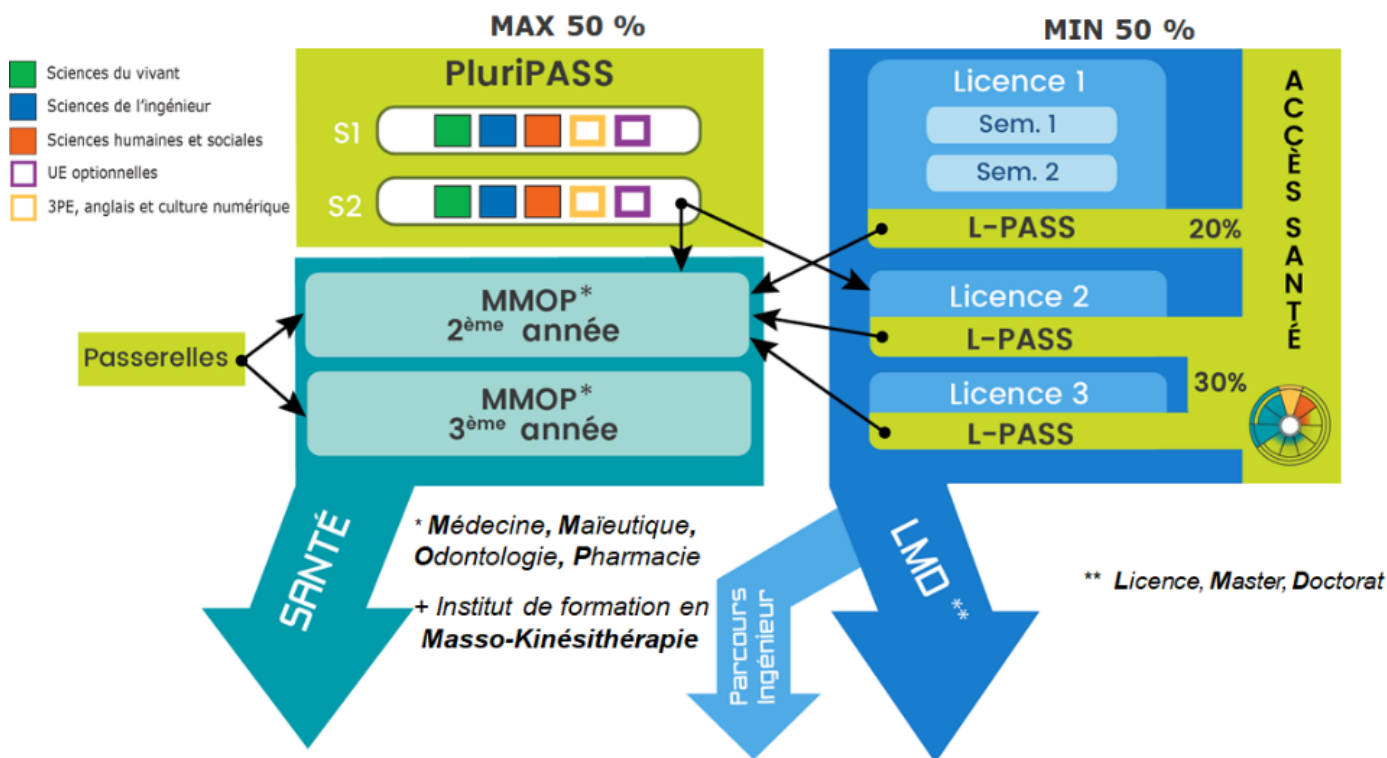 MAX 50 %
MIN 50 %
Sciences du vivant
Sciences de l'ingénieur
Sciences humaines et sociales
UE optionnelles
3PE, anglais et culture numérique
PluriPASS
S1
S2
Licence 1
Sem. 1
Sem. 2
L-PASS
20%
ACCÈS SANTÉ
MMOP*
2ème année
Licence 2
L-PASS
Passerelles
30%
MMOP*
3ème année
Licence 3
L-PASS
SANTÉ
* Médecine, Maïeutique,
Odontologie, Pharmacie
+ Institut de formation en
Masso-Kinésithérapie
Parcours
Ingénieur
LMD **
** Licence, Master, Doctorat